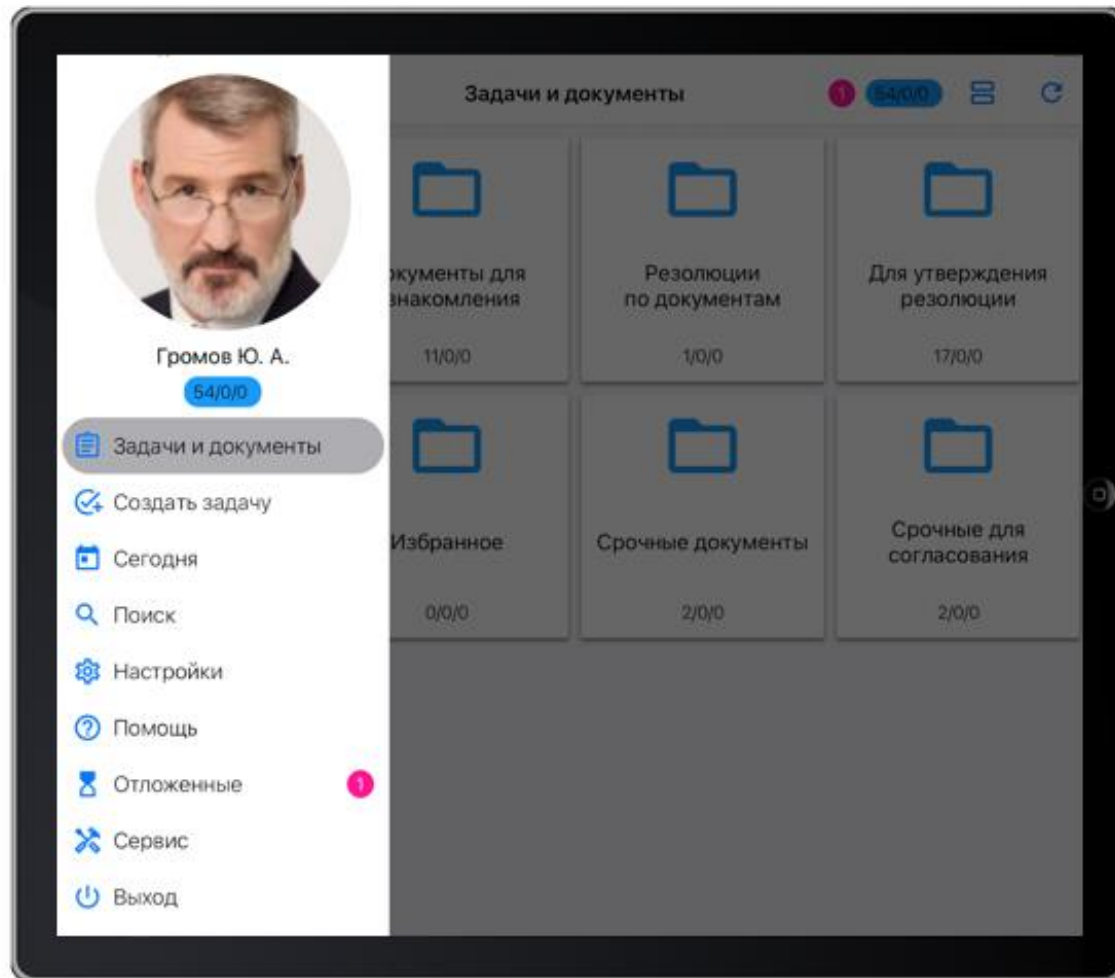 Задачи и документы
1
54/0/0
Громов Ю. А.
54/0/0
Задачи и документы
Создать задачу
Сегодня
Поиск
Настройки
Помощь
Отложенные 1
Сервис
Выход
кументы для
знакомления
11/0/0
Резолюции
по документам
1/0/0
Для утверждения
резолюции
17/0/0
Избранное
0/0/0
Срочные документы
2/0/0
Срочные для
согласования
2/0/0